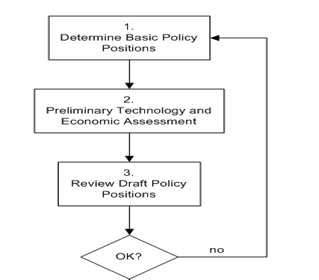 1.
Determine Basic Policy
Positions
2.
Preliminary Technology and
Economic Assessment
3.
Review Draft Policy
Positions
OK?
no